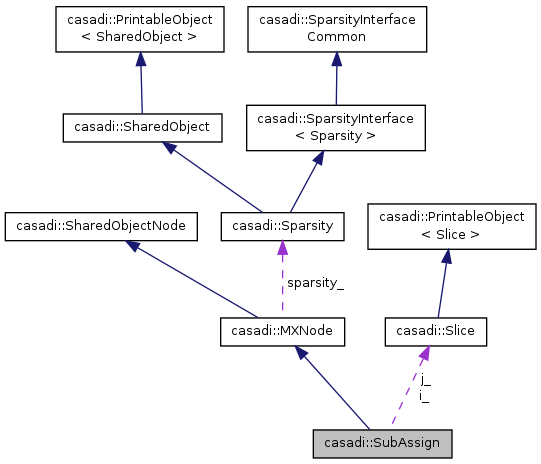 casadi::PrintableObject
< SharedObject >
casadi::SparsityInterface
Common
casadi::SharedObject
casadi::SparsityInterface
< Sparsity >
casadi::SharedObjectNode
casadi::Sparsity
casadi::PrintableObject
< Slice >
sparsity_
casadi::MXNode
casadi::Slice
j_
i_
casadi::SubAssign